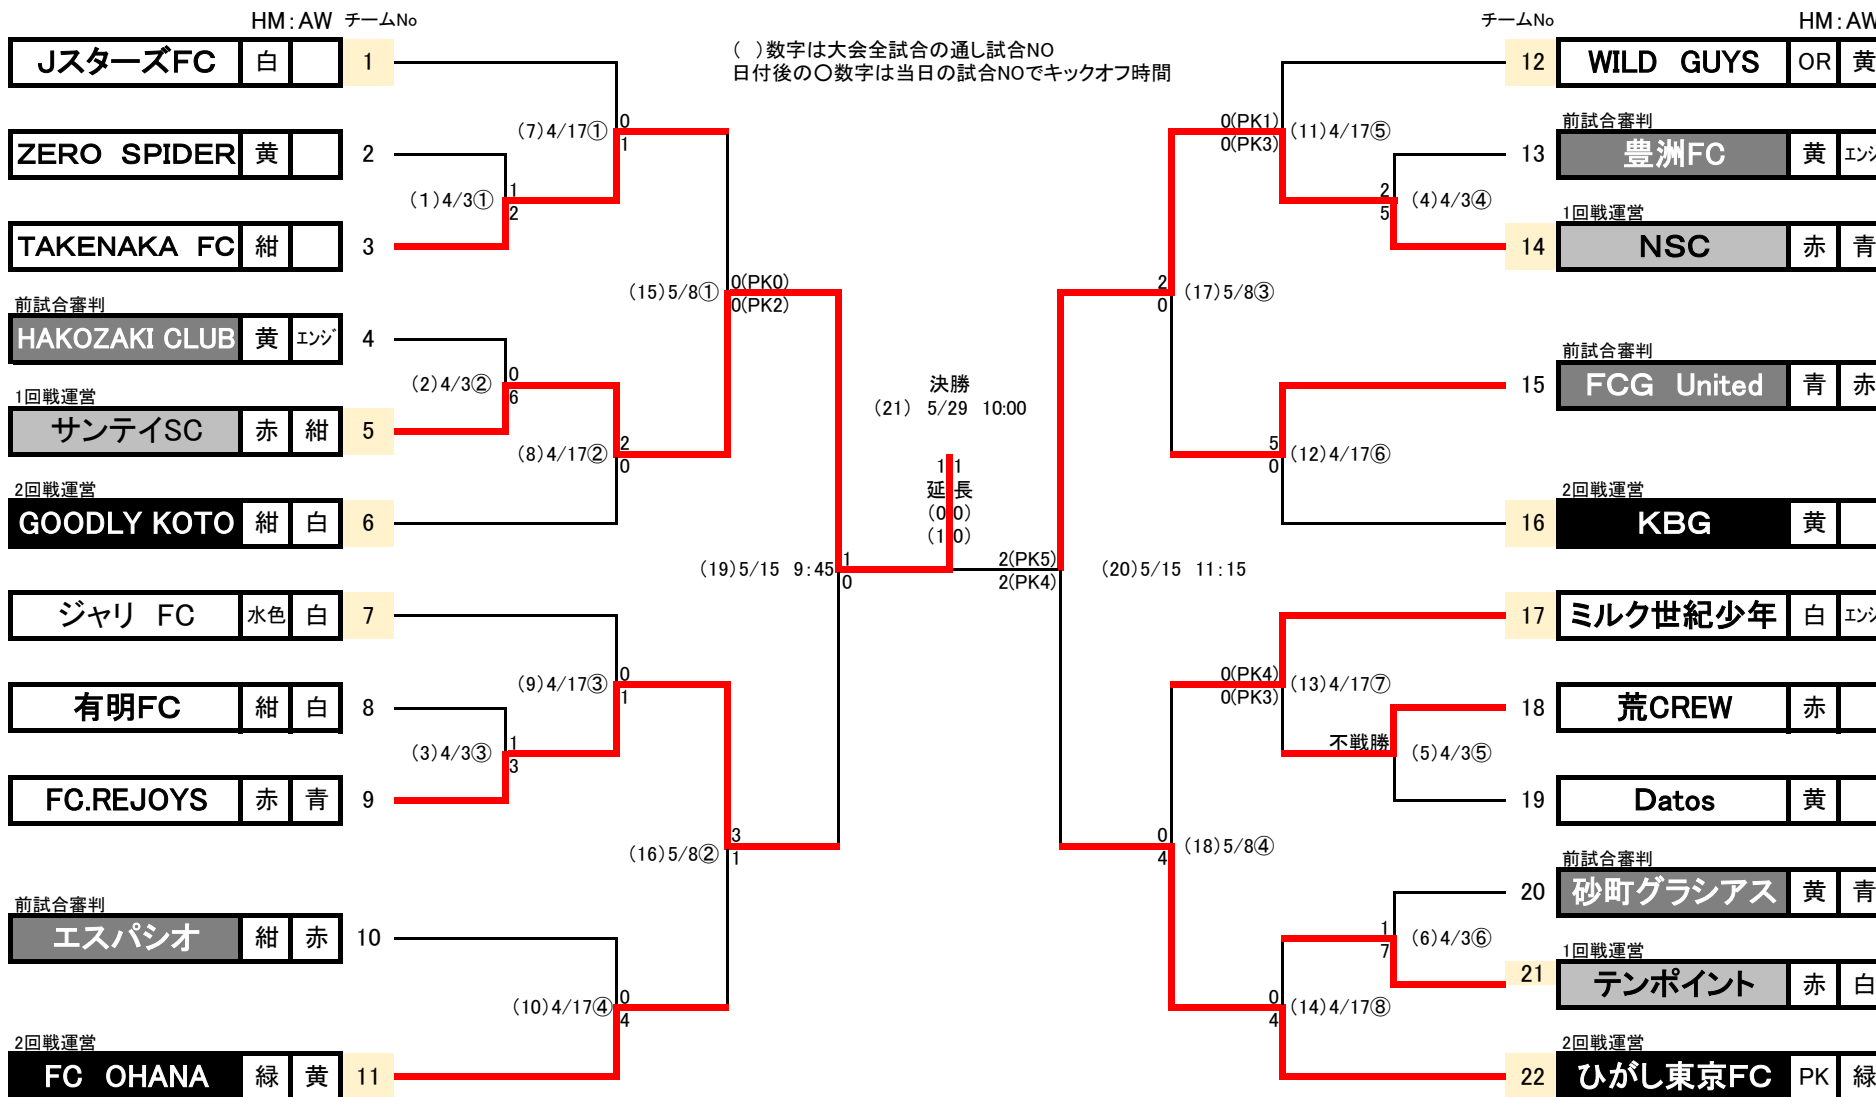 HM:AW チームNo
JスターズFC 白 1
ZERO SPIDER 黄 2
TAKENAKA FC 紺 3
前試合審判
HAKOZAKI CLUB 黄 エンジ 4
1回戦運営
サンテイSC 赤 紺 5
2回戦運営
GOODLY KOTO 紺 白 6
ジャリ FC 水色 白 7
有明FC 紺 白 8
FC.REJOYS 赤 青 9
前試合審判
エスパシオ 紺 赤 10
2回戦運営
FC OHANA 緑 黄 11
(7)4/17① 0
1
(1)4/3① 1
2
(15)5/8① 0(PK0)
0(PK2)
(2)4/3② 0
6
(8)4/17② 2
0
(19)5/15 9:45 1
0
(9)4/17③ 0
1
(3)4/3③ 1
3
(16)5/8② 3
1
(10)4/17④ 0
4
( )数字は大会全試合の通し試合NO
日付後の〇数字は当日の試合NOでキックオフ時間
決勝
(21) 5/29 10:00
1 1
延 長
(0 0)
(1 0)
0(PK1) (11)4/17⑤
0(PK3)
2 (4)4/3④
5
2 (17)5/8③
0
5 (12)4/17⑥
0
2(PK5) (20)5/15 11:15
2(PK4)
0(PK4) (13)4/17⑦
0(PK3)
不戦勝 (5)4/3⑤
0 (18)5/8④
4
1 (6)4/3⑥
7
0 (14)4/17⑧
4
チームNo HM:AW
12 WILD GUYS OR 黄
前試合審判
13 豊洲FC 黄
1回戦運営
14 NSC 赤 青
前試合審判
15 FCG United 青 赤
2回戦運営
16 KBG 黄
17 ミルク世紀少年 白
18 荒CREW 赤
19 Datos 黄
前試合審判
20 砂町グラシアス 黄 青
1回戦運営
21 テンポイント 赤 白
2回戦運営
22 ひがし東京FC PK 緑